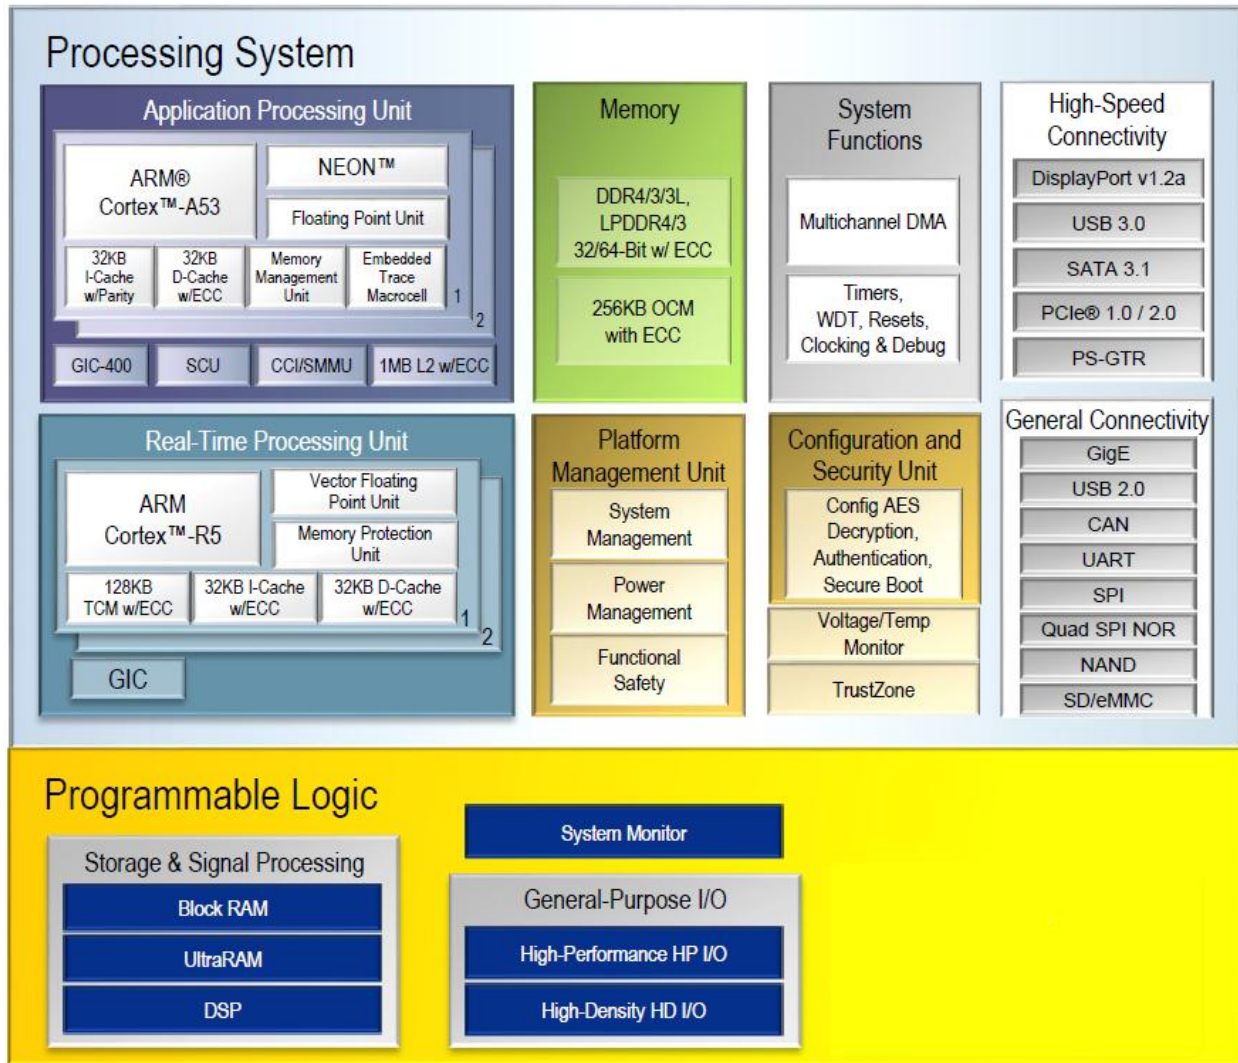 Processing System
Application Processing Unit
ARM®
Cortex™-A53
NEON™
Floating Point Unit
32KB
I-Cache
w/Parity
32KB
D-Cache
w/ECC
Memory
Management
Unit
Embedded
Trace
Macrocell
1
2
GIC-400
SCU
CCI/SMMU
1MB L2 w/ECC
Memory
DDR4/3/3L,
LPDDR4/3
32/64-Bit w/ ECC
256KB OCM
with ECC
System
Functions
Multichannel DMA
Timers,
WDT, Resets,
Clocking & Debug
High-Speed
Connectivity
DisplayPort v1.2a
USB 3.0
SATA 3.1
PCIe® 1.0 / 2.0
PS-GTR
Real-Time Processing Unit
ARM
Cortex™-R5
Vector Floating
Point Unit
Memory Protection
Unit
128KB
TCM w/ECC
32KB I-Cache
w/ECC
32KB D-Cache
w/ECC
1
2
GIC
Platform
Management Unit
System
Management
Power
Management
Functional
Safety
Configuration and
Security Unit
Config AES
Decryption,
Authentication,
Secure Boot
Voltage/Temp
Monitor
TrustZone
General Connectivity
GigE
USB 2.0
CAN
UART
SPI
Quad SPI NOR
NAND
SD/eMMC
Programmable Logic
Storage & Signal Processing
Block RAM
UltraRAM
DSP
System Monitor
General-Purpose I/O
High-Performance HP I/O
High-Density HD I/O